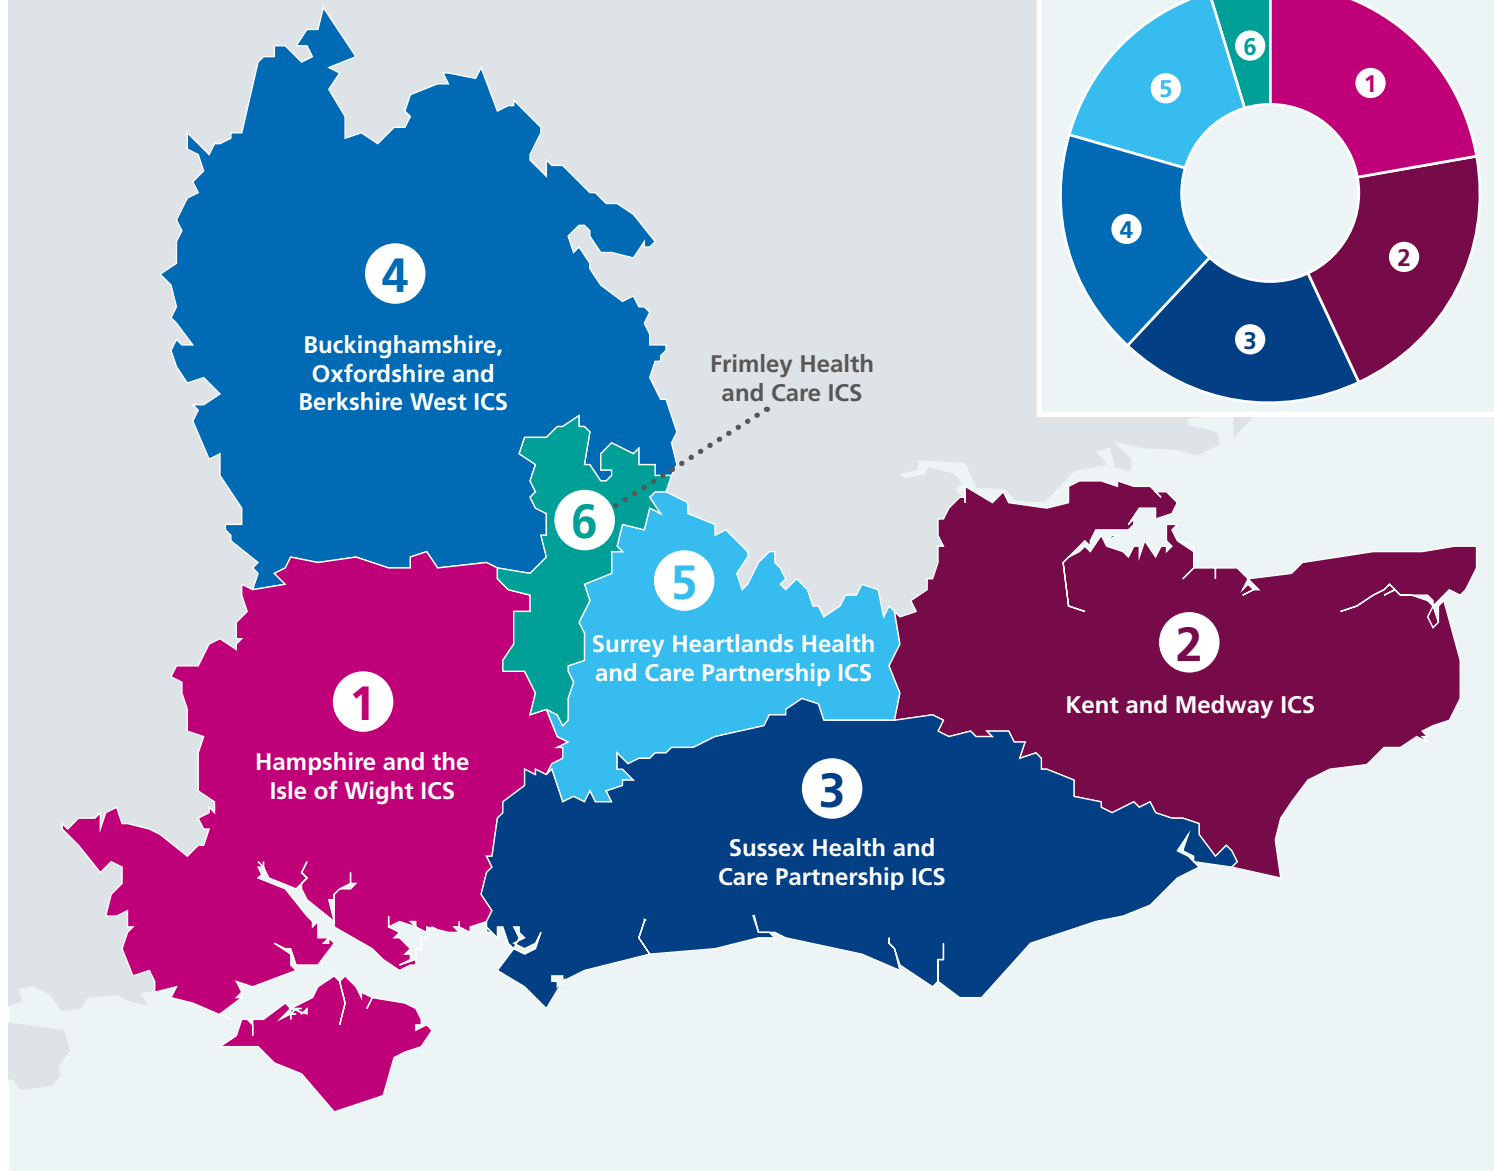 4
Buckinghamshire,
Oxfordshire and
Berkshire West ICS
Frimley Health
and Care ICS
6
5
Surrey Heartlands Health
and Care Partnership ICS
2
Kent and Medway ICS
1
Hampshire and the
Isle of Wight ICS
3
Sussex Health and
Care Partnership ICS
6
1
5
4
2
3